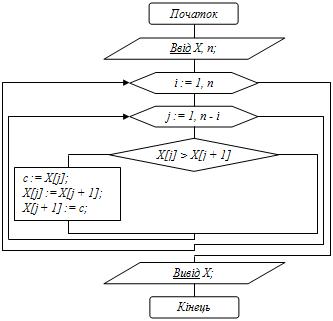 Початок
Ввід X, n;
i := 1, n
j := 1, n - i
X[j] > X[j + 1]
c := X[j];
X[j] := X[j + 1];
X[j + 1] := c;
Вивід X;
Кінець